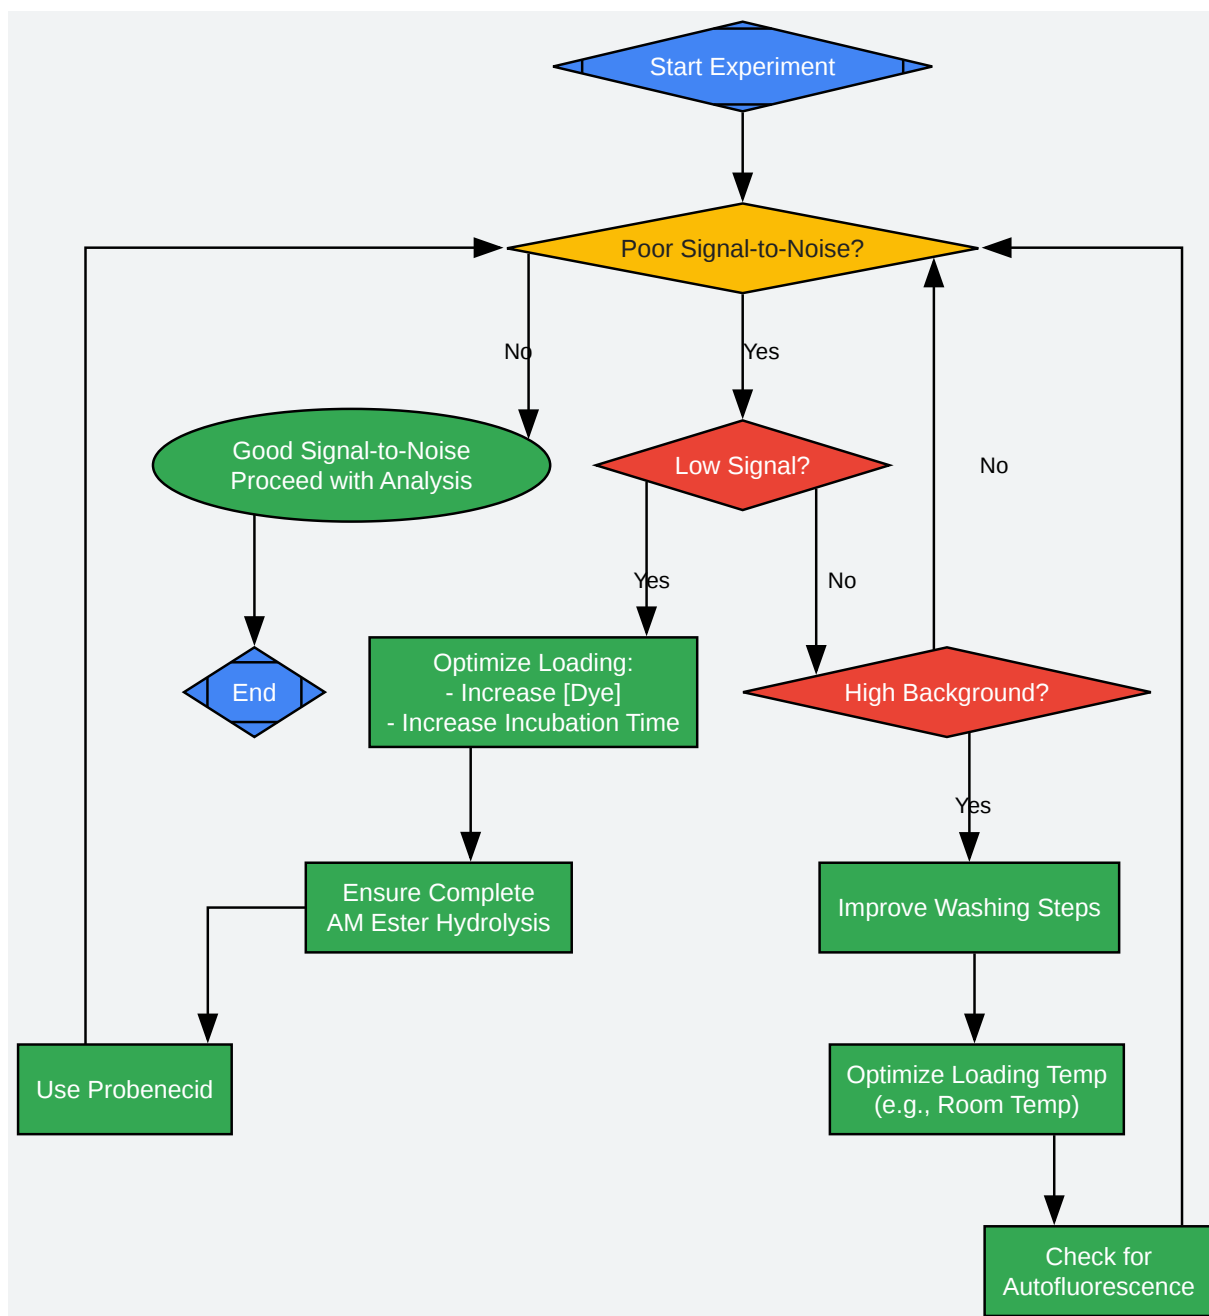 Start Experiment
Poor Signal-to-Noise?
No
Yes
Good Signal-to-Noise
Proceed with Analysis
Low Signal?
No
Yes
No
End
Optimize Loading:
- Increase [Dye]
- Increase Incubation Time
High Background?
Yes
Ensure Complete
AM Ester Hydrolysis
Improve Washing Steps
Use Probenecid
Optimize Loading Temp
(e.g., Room Temp)
Check for
Autofluorescence